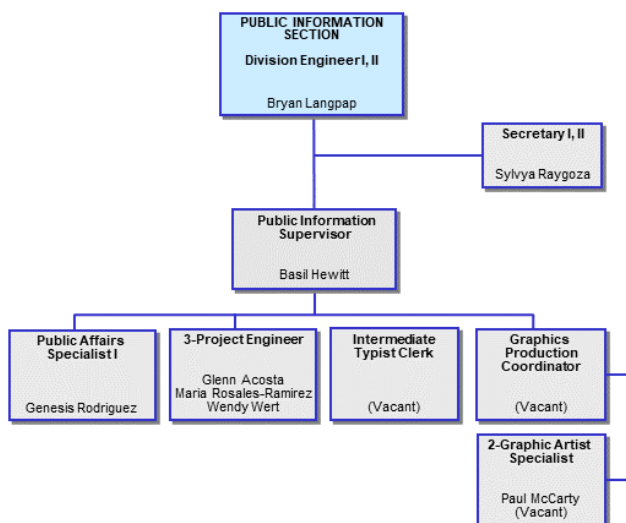 PUBLIC INFORMATION
SECTION
Division Engineer I, II
Bryan Langpap
Secretary I, II
Sylvya Raygoza
Public Information
Supervisor
Basil Hewitt
Public Affairs
Specialist I
Genesis Rodriguez
3-Project Engineer
Glenn Acosta
Maria Rosales-Ramirez
Wendy Wert
Intermediate
Typist Clerk
(Vacant)
Graphics
Production
Coordinator
(Vacant)
2-Graphic Artist
Specialist
Paul McCarty
(Vacant)